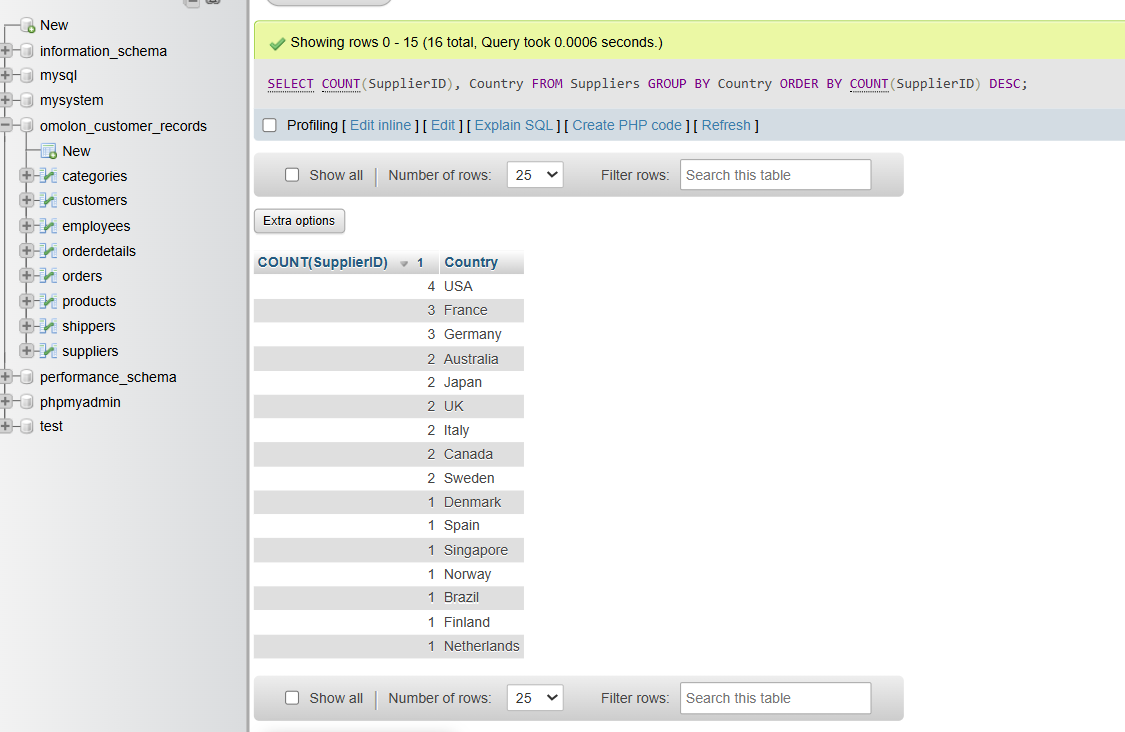 New
information_schema
mysql
mysystem
omolon_customer_records
New
categories
customers
employees
orderdetails
orders
products
shippers
suppliers
performance_schema
phpmyadmin
test
Showing rows 0 - 15 (16 total, Query took 0.0006 seconds.)
SELECT COUNT(SupplierID), Country FROM Suppliers GROUP BY Country ORDER BY COUNT(SupplierID) DESC;
Profiling [ Edit inline ] [ Edit ] [ Explain SQL ] [ Create PHP code ] [ Refresh ]
Show all | Number of rows: 25 Filter rows: Search this table
Extra options
COUNT(SupplierID) 1 Country
4 USA
3 France
3 Germany
2 Australia
2 Japan
2 UK
2 Italy
2 Canada
2 Sweden
1 Denmark
1 Spain
1 Singapore
1 Norway
1 Brazil
1 Finland
1 Netherlands
Show all | Number of rows: 25 Filter rows: Search this table